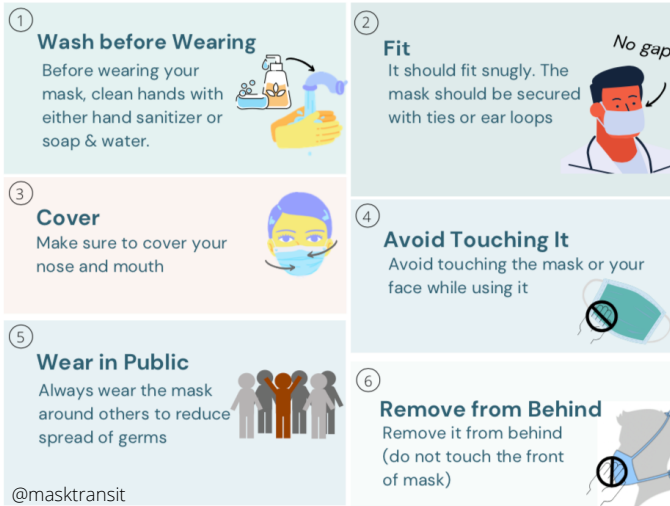 1
Wash before Wearing
Before wearing your
mask, clean hands with
either hand sanitizer or
soap & water.
2
Fit
No gap
It should fit snugly. The
mask should be secured
with ties or ear loops
3
Cover
Make sure to cover your
nose and mouth
4
Avoid Touching It
Avoid touching the mask or your
face while using it
5
Wear in Public
Always wear the mask
around others to reduce
spread of germs
6
Remove from Behind
Remove it from behind
(do not touch the front
of mask)
@masktransit